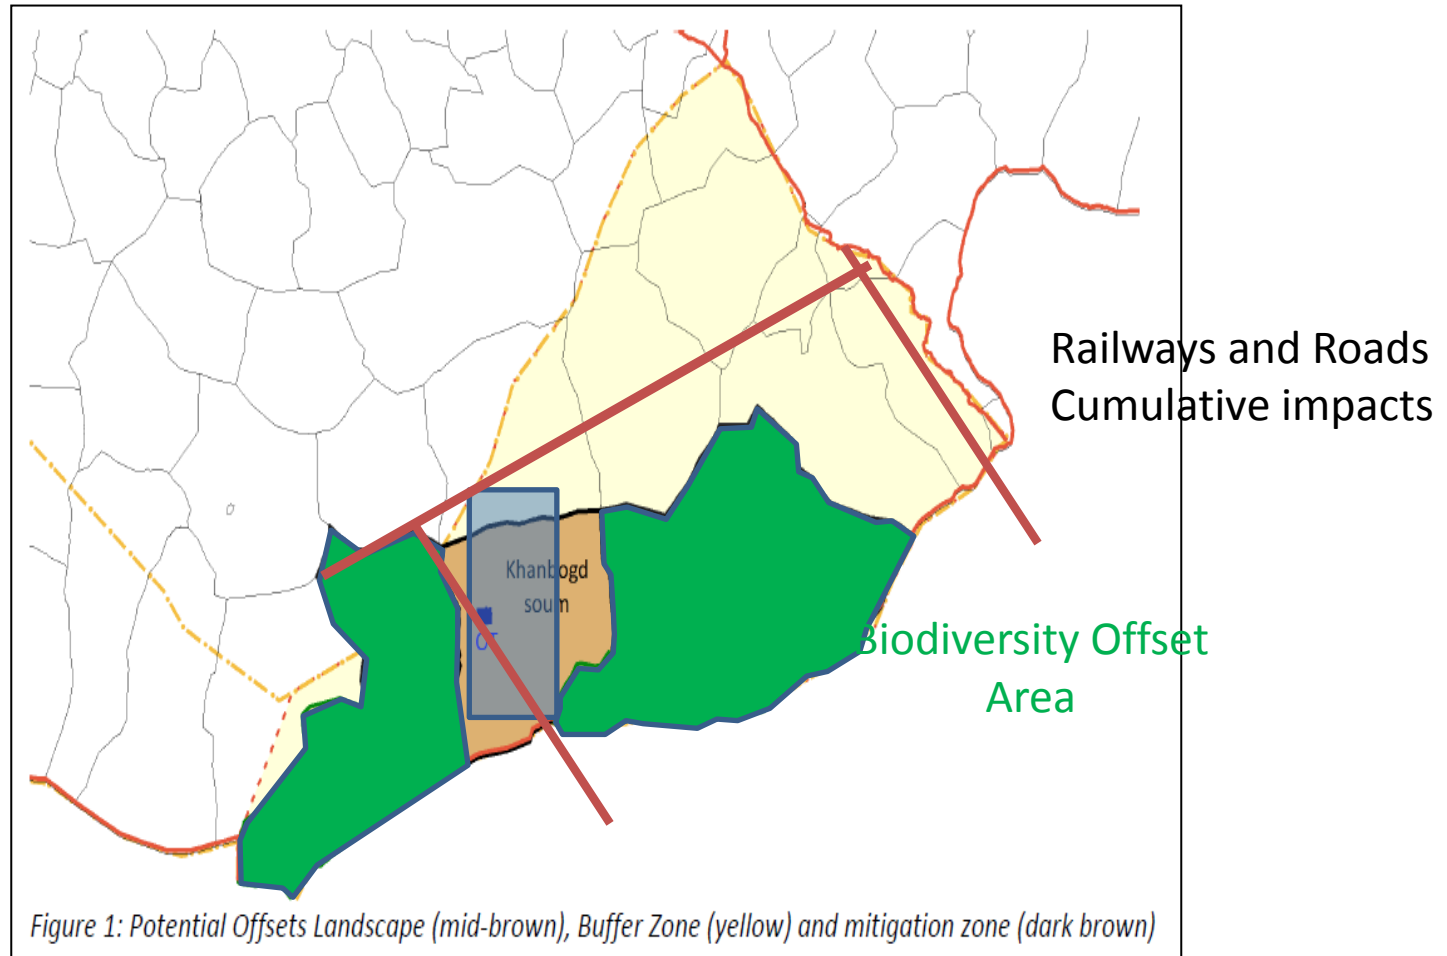 Railways and Roads
Cumulative impacts
Khanbogd
soum
OT
Biodiversity Offset
Area
Figure 1: Potential Offsets Landscape (mid-brown), Buffer Zone (yellow) and mitigation zone (dark brown)